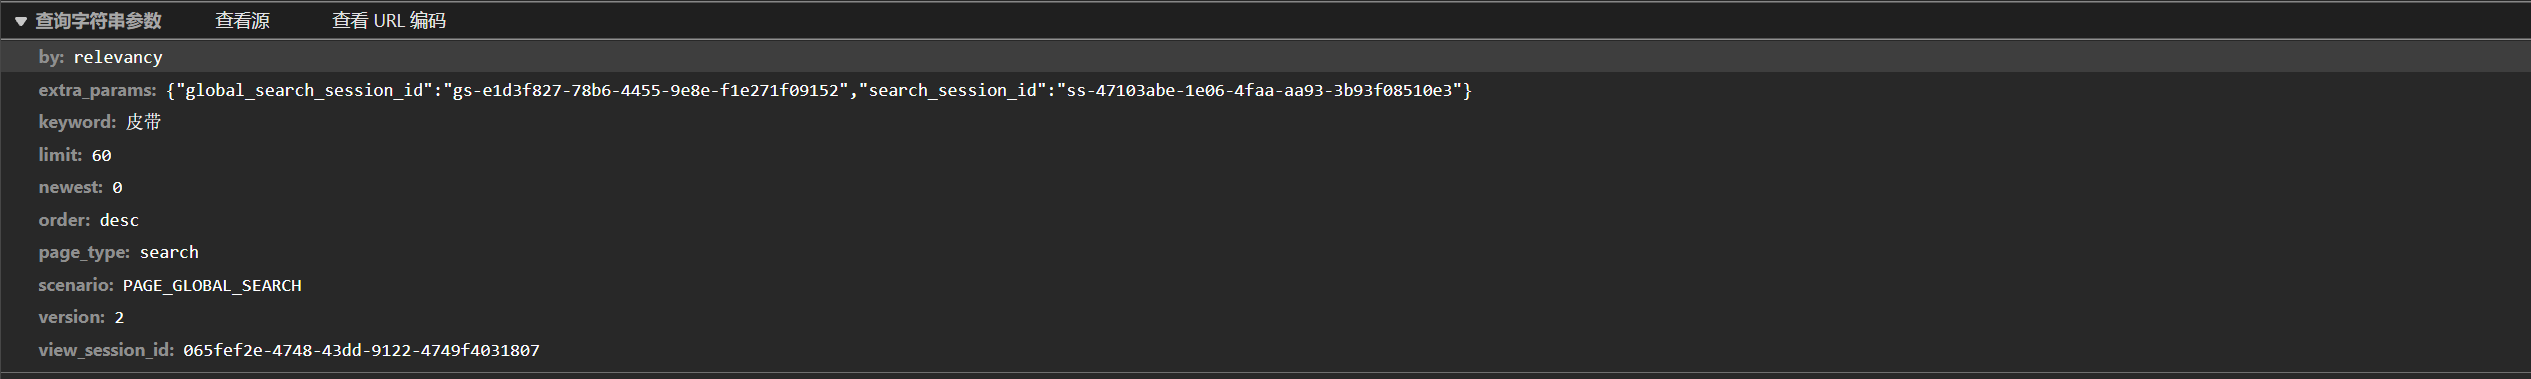 查询字符串参数 查看源 查看 URL 编码
by: relevancy
extra_params: {"global_search_session_id":"gs-e1d3f827-78b6-4455-9e8e-f1e271f09152","search_session_id":"ss-47103abe-1e06-4faa-aa93-3b93f08510e3"}
keyword: 皮带
limit: 60
newest: 0
order: desc
page_type: search
scenario: PAGE_GLOBAL_SEARCH
version: 2
view_session_id: 065fef2e-4748-43dd-9122-4749f4031807